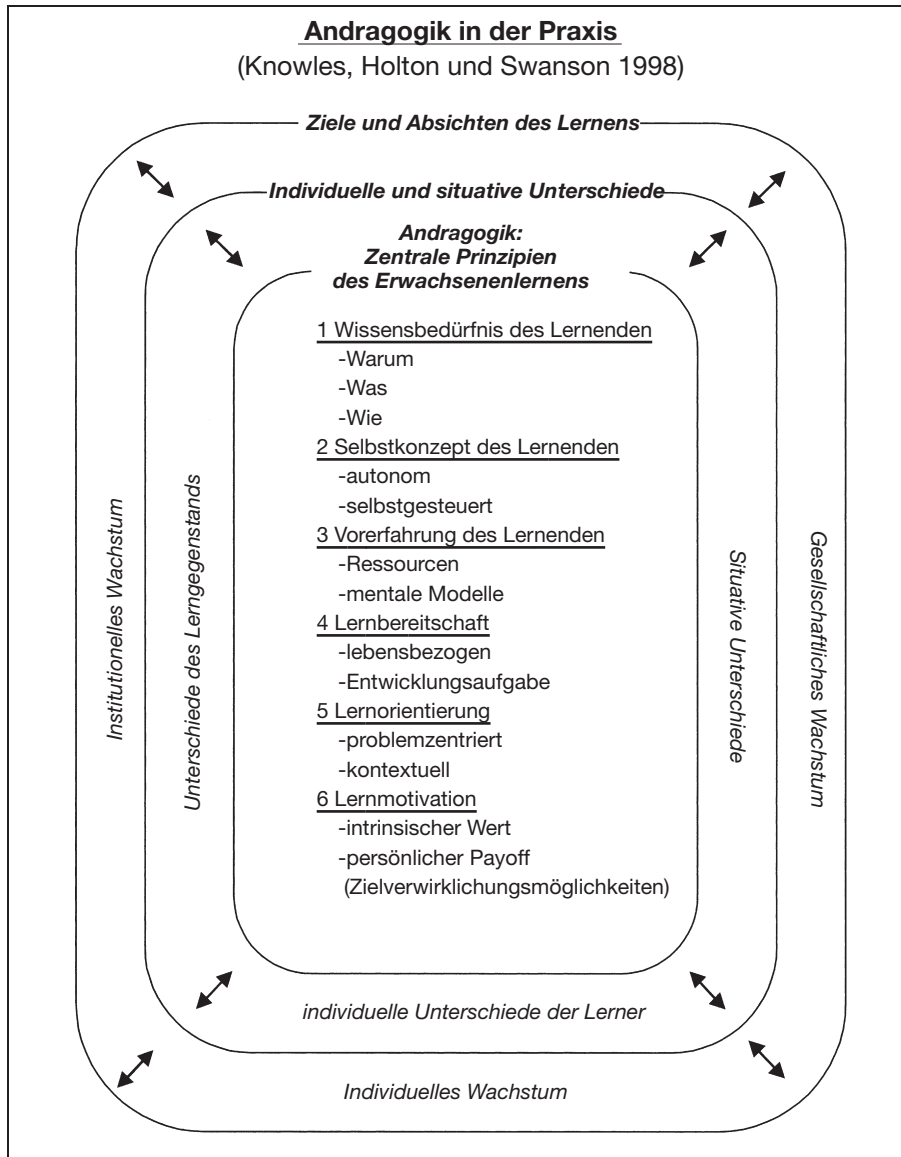 Andragogik in der Praxis
(Knowles, Holton und Swanson 1998)
Ziele und Absichten des Lernens
Individuelle und situative Unterschiede
Andragogik:
Zentrale Prinzipien
des Erwachsenenlernens
1 Wissensbedürfnis des Lernenden
-Warum
-Was
-Wie
2 Selbstkonzept des Lernenden
-autonom
-selbstgesteuert
3 Vorerfahrung des Lernenden
-Ressourcen
-mentale Modelle
4 Lernbereitschaft
-lebensbezogen
-Entwicklungsaufgabe
5 Lernorientierung
-problemzentriert
-kontextuell
6 Lernmotivation
-intrinsischer Wert
-persönlicher Payoff
(Zielverwirklichungsmöglichkeiten)
Institutionelles Wachstum
Unterschiede des Lerngegenstands
Situative Unterschiede
Gesellschaftliches Wachstum
individuelle Unterschiede der Lerner
Individuelles Wachstum